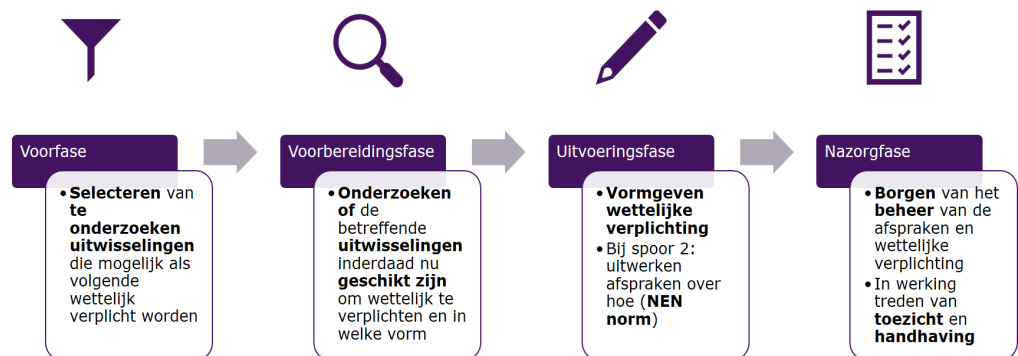 Voorfase
• Selecteren van
te
onderzoeken
uitwisselingen
die mogelijk als
volgende
wettelijk
verplicht worden
Voorbereidingsfase
• Onderzoeken
of de
betreffende
uitwisselingen
inderdaad nu
geschikt zijn
om wettelijk te
verplichten en in
welke vorm
Uitvoeringsfase
• Vormgeven
wettelijke
verplichting
• Bij spoor 2:
uitwerken
afspraken over
hoe (NEN
norm)
Nazorgfase
• Borgen van het
beheer van de
afspraken en
wettelijke
verplichting
• In werking
treden van
toezicht en
handhaving